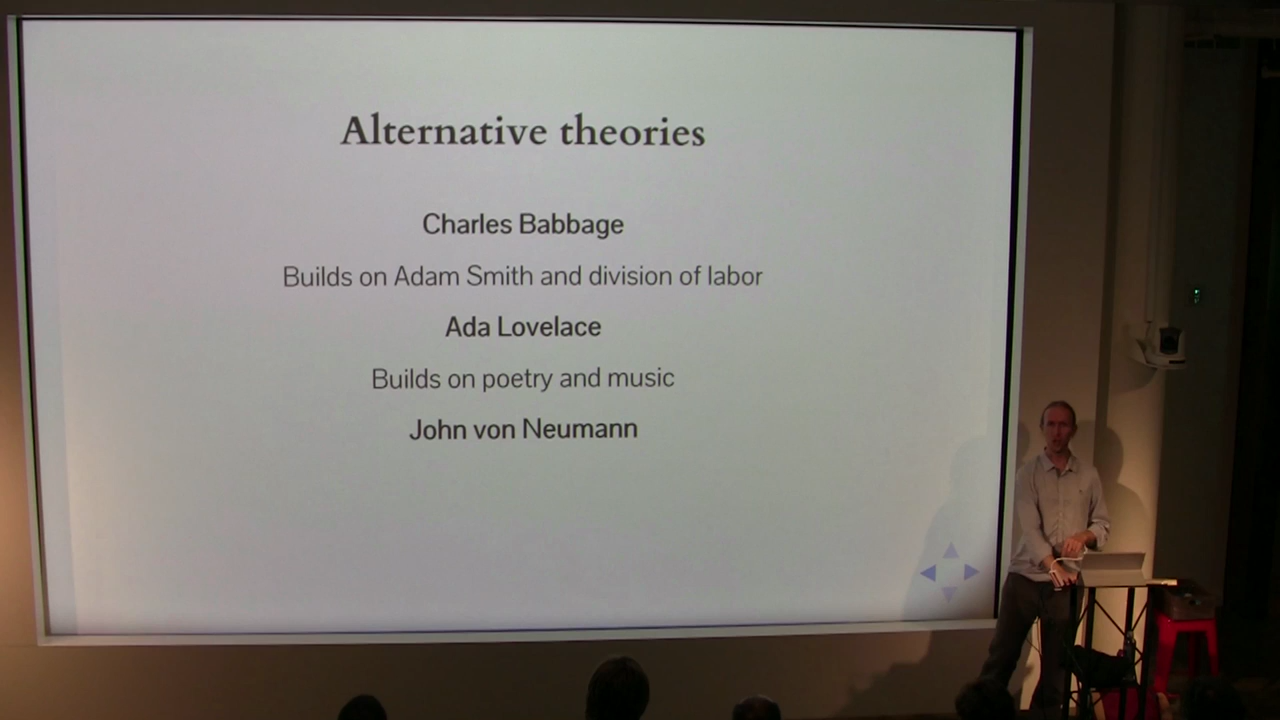 Alternative theories
Charles Babbage
Builds on Adam Smith and division of labor
Ada Lovelace
Builds on poetry and music
John von Neumann